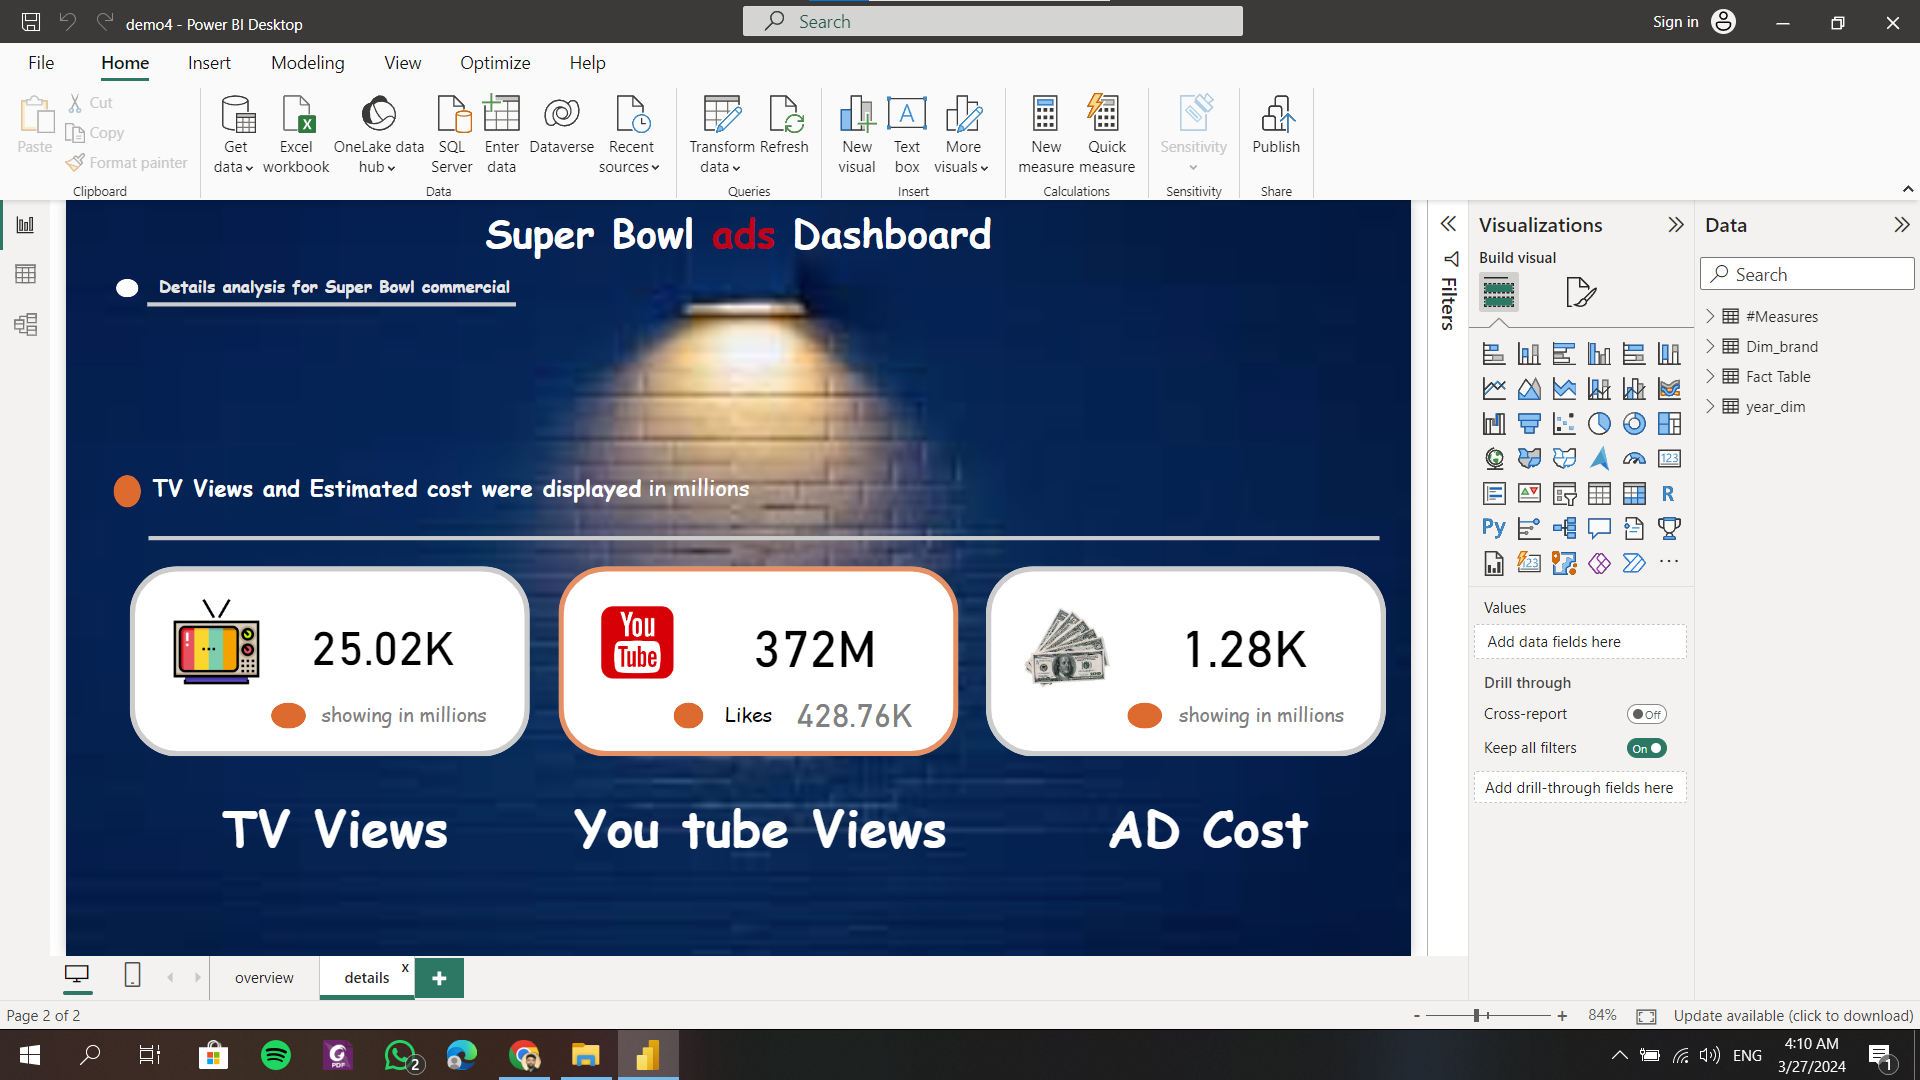 demo4 - Power BI Desktop
Search
Sign in
File
Home
Insert
Modeling
View
Optimize
Help
Paste
Cut
Copy
Format painter
Clipboard
Get data
Excel workbook
OneLake data hub
SQL Server
Enter data
Dataverse
Recent sources
Data
Transform data
Refresh
Queries
New visual
Text box
More visuals
Insert
New measure
Quick measure
Calculations
Sensitivity
Sensitivity
Publish
Share
Super Bowl ads Dashboard
Details analysis for Super Bowl commercial
TV Views and Estimated cost were displayed in millions
25.02K
showing in millions
You
Tube
372M
Likes 428.76K
1.28K
showing in millions
TV Views
You tube Views
AD Cost
Filters
Visualizations
Build visual
123
R
Py
123
Values
Add data fields here
Drill through
Cross-report
Off
Keep all filters
On
Add drill-through fields here
Data
Search
#Measures
Dim_brand
Fact Table
year_dim
overview
details
x
+
Page 2 of 2
- + 84%
Update available (click to download)
PDF
2
ENG
4:10 AM
3/27/2024
1